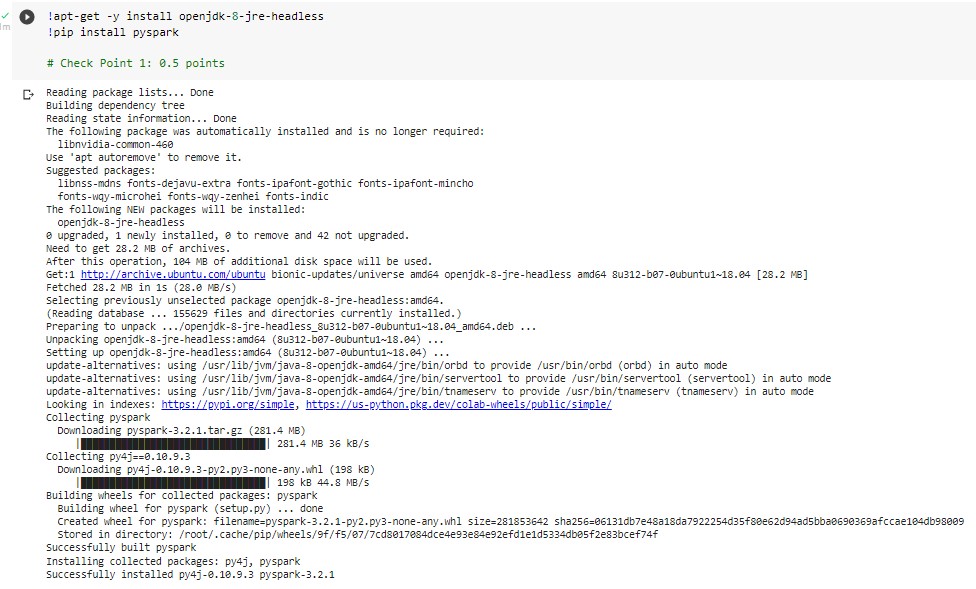 !apt-get -y install openjdk-8-jre-headless
!pip install pyspark
# Check Point 1: 0.5 points
Reading package lists... Done
Building dependency tree
Reading state information... Done
The following package was automatically installed and is no longer required:
libnvidia-common-460
Use 'apt autoremove' to remove it.
Suggested packages:
libnss-mdns fonts-dejavu-extra fonts-ipafont-gothic fonts-ipafont-mincho
fonts-wqy-microhei fonts-wqy-zenhei fonts-indic
The following NEW packages will be installed:
openjdk-8-jre-headless
0 upgraded, 1 newly installed, 0 to remove and 42 not upgraded.
Need to get 28.2 MB of archives.
After this operation, 104 MB of additional disk space will be used.
Get:1 http://archive.ubuntu.com/ubuntu bionic-updates/universe amd64 openjdk-8-jre-headless amd64 8u312-b07-0ubuntu1~18.04 [28.2 MB]
Fetched 28.2 MB in 1s (28.0 MB/s)
Selecting previously unselected package openjdk-8-jre-headless:amd64.
(Reading database ... 155629 files and directories currently installed.)
Preparing to unpack .../openjdk-8-jre-headless_8u312-b07-0ubuntu1~18.04_amd64.deb ...
Unpacking openjdk-8-jre-headless:amd64 (8u312-b07-0ubuntu1~18.04) ...
Setting up openjdk-8-jre-headless:amd64 (8u312-b07-0ubuntu1~18.04) ...
update-alternatives: using /usr/lib/jvm/java-8-openjdk-amd64/jre/bin/orbd to provide /usr/bin/orbd (orbd) in auto mode
update-alternatives: using /usr/lib/jvm/java-8-openjdk-amd64/jre/bin/servertool to provide /usr/bin/servertool (servertool) in auto mode
update-alternatives: using /usr/lib/jvm/java-8-openjdk-amd64/jre/bin/tnameserv to provide /usr/bin/tnameserv (tnameserv) in auto mode
Looking in indexes: https://pypi.org/simple, https://us-python.pkg.dev/colab-wheels/public/simple/
Collecting pyspark
Downloading pyspark-3.2.1.tar.gz (281.4 MB)
281.4 MB 36 kB/s
Collecting py4j==0.10.9.3
Downloading py4j-0.10.9.3-py2.py3-none-any.whl (198 kB)
198 kB 44.8 MB/s
Building wheels for collected packages: pyspark
Building wheel for pyspark (setup.py) ... done
Created wheel for pyspark: filename=pyspark-3.2.1-py2.py3-none-any.whl size=281853642 sha256=06131db7e48a18da7922254d35f80e62d94ad5bba0690369afccae104db98009
Stored in directory: /root/.cache/pip/wheels/9f/f5/07/7cd8017084dce4e93e84e92efd1e1d5334db05f2e83bcef74f
Successfully built pyspark
Installing collected packages: py4j, pyspark
Successfully installed py4j-0.10.9.3 pyspark-3.2.1